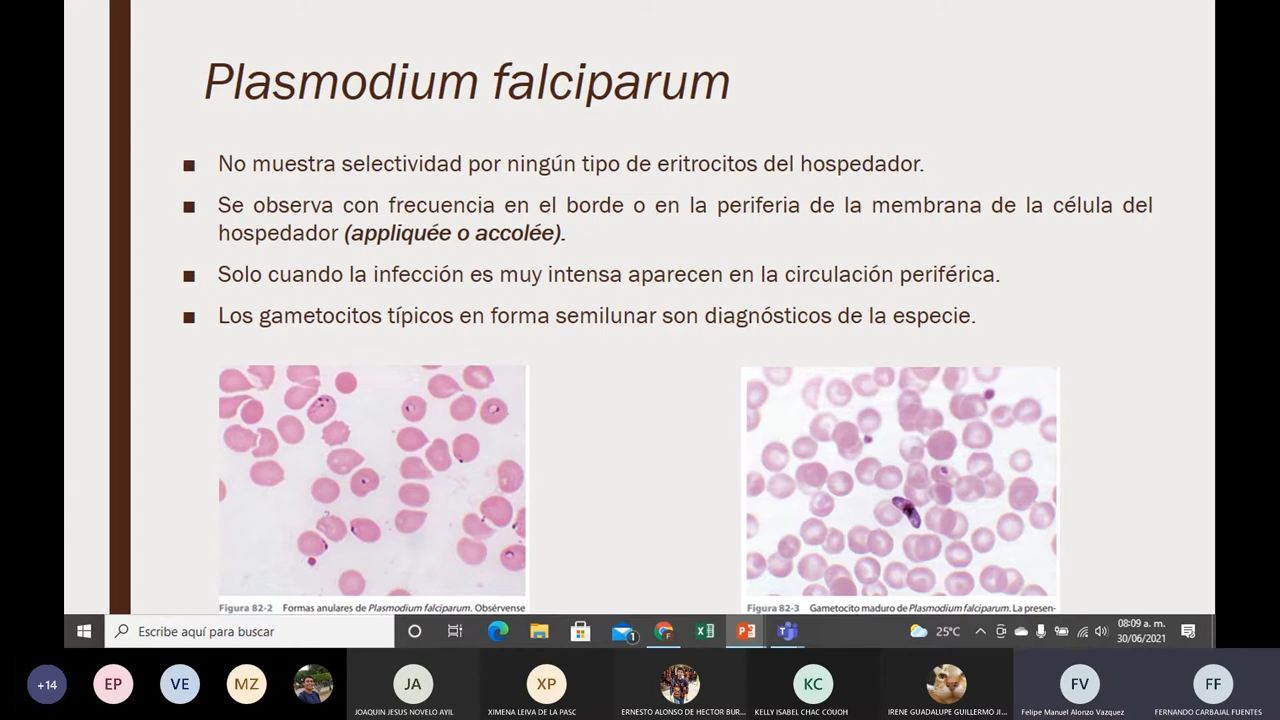 Plasmodium falciparum
■ No muestra selectividad por ningún tipo de eritrocitos del hospedador.
■ Se observa con frecuencia en el borde o en la periferia de la membrana de la célula del
hospedador (appliquée o accolée).
■ Solo cuando la infección es muy intensa aparecen en la circulación periférica.
■ Los gametocitos típicos en forma semilunar son diagnósticos de la especie.
Figura 82-2 Formas anulares de Plasmodium falciparum. Obsérvense
Figura 82-3 Gametocito maduro de Plasmodium falciparum. La presen-
Escribe aquí para buscar
1
25°C
08:09 a. m.
30/06/2021
+14
EP
VE
MZ
JA
XP
KC
FV
FF
JOAQUIN JESUS NOVELO AYIL
XIMENA LEIVA DE LA PASC
ERNESTO ALONSO DE HECTOR BUR...
KELLY ISABEL CHAC COUOH
IRENE GUADALUPE GUILLERMO JI...
Felipe Manuel Alonzo Vazquez
FERNANDO CARBAJAL FUENTES